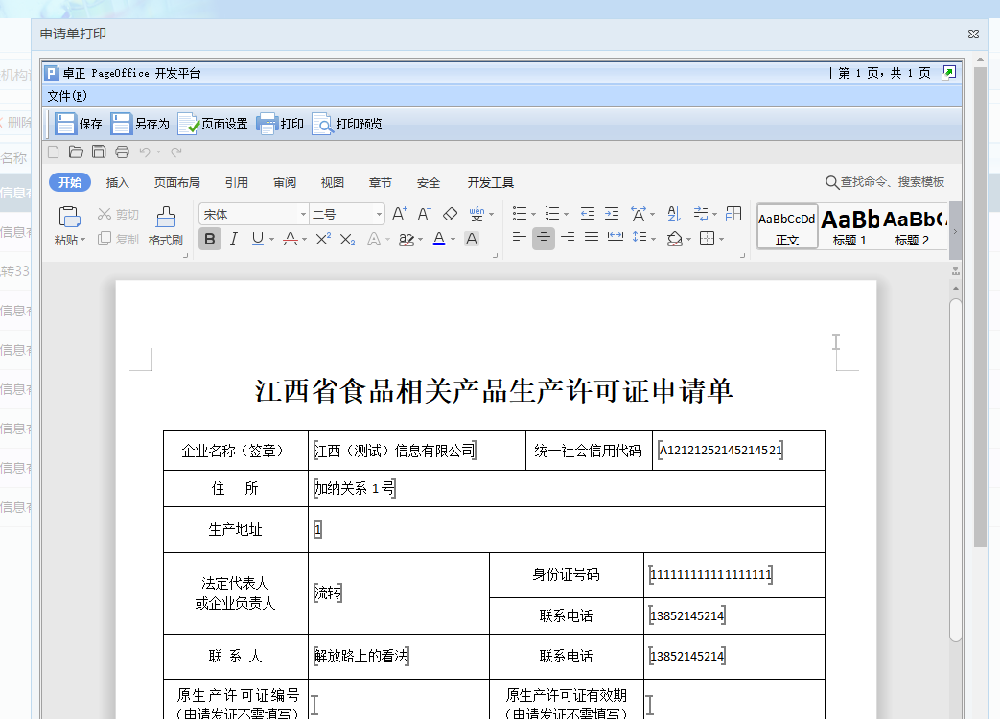 申请单打印
机构
删除
名称
信息有
信息有
转33
信息有
信息有
信息有
信息有
信息有
信息有
卓正 PageOffice 开发平台
| 第 1 页，共 1 页
文件(F)
保存 另存为 页面设置 打印 打印预览
开始 插入 页面布局 引用 审阅 视图 章节 安全 开发工具 查找命令、搜索模板
粘贴 剪切 复制 格式刷
宋体 二号
AaBbCcDd AaBb AaBb
正文 标题 1 标题 2
江西省食品相关产品生产许可证申请单
企业名称（签章） [江西（测试）信息有限公司] 统一社会信用代码 [A12121252145214521]
住 所 [加纳关系 1 号]
生产地址 [1]
法定代表人
或企业负责人 [流转] 身份证号码 [111111111111111111]
联系电话 [13852145214]
联 系 人 [解放路上的看法] 联系电话 [13852145214]
原生产许可证编号 原生产许可证有效期
（申请发证不需填写） （申请发证不需填写）